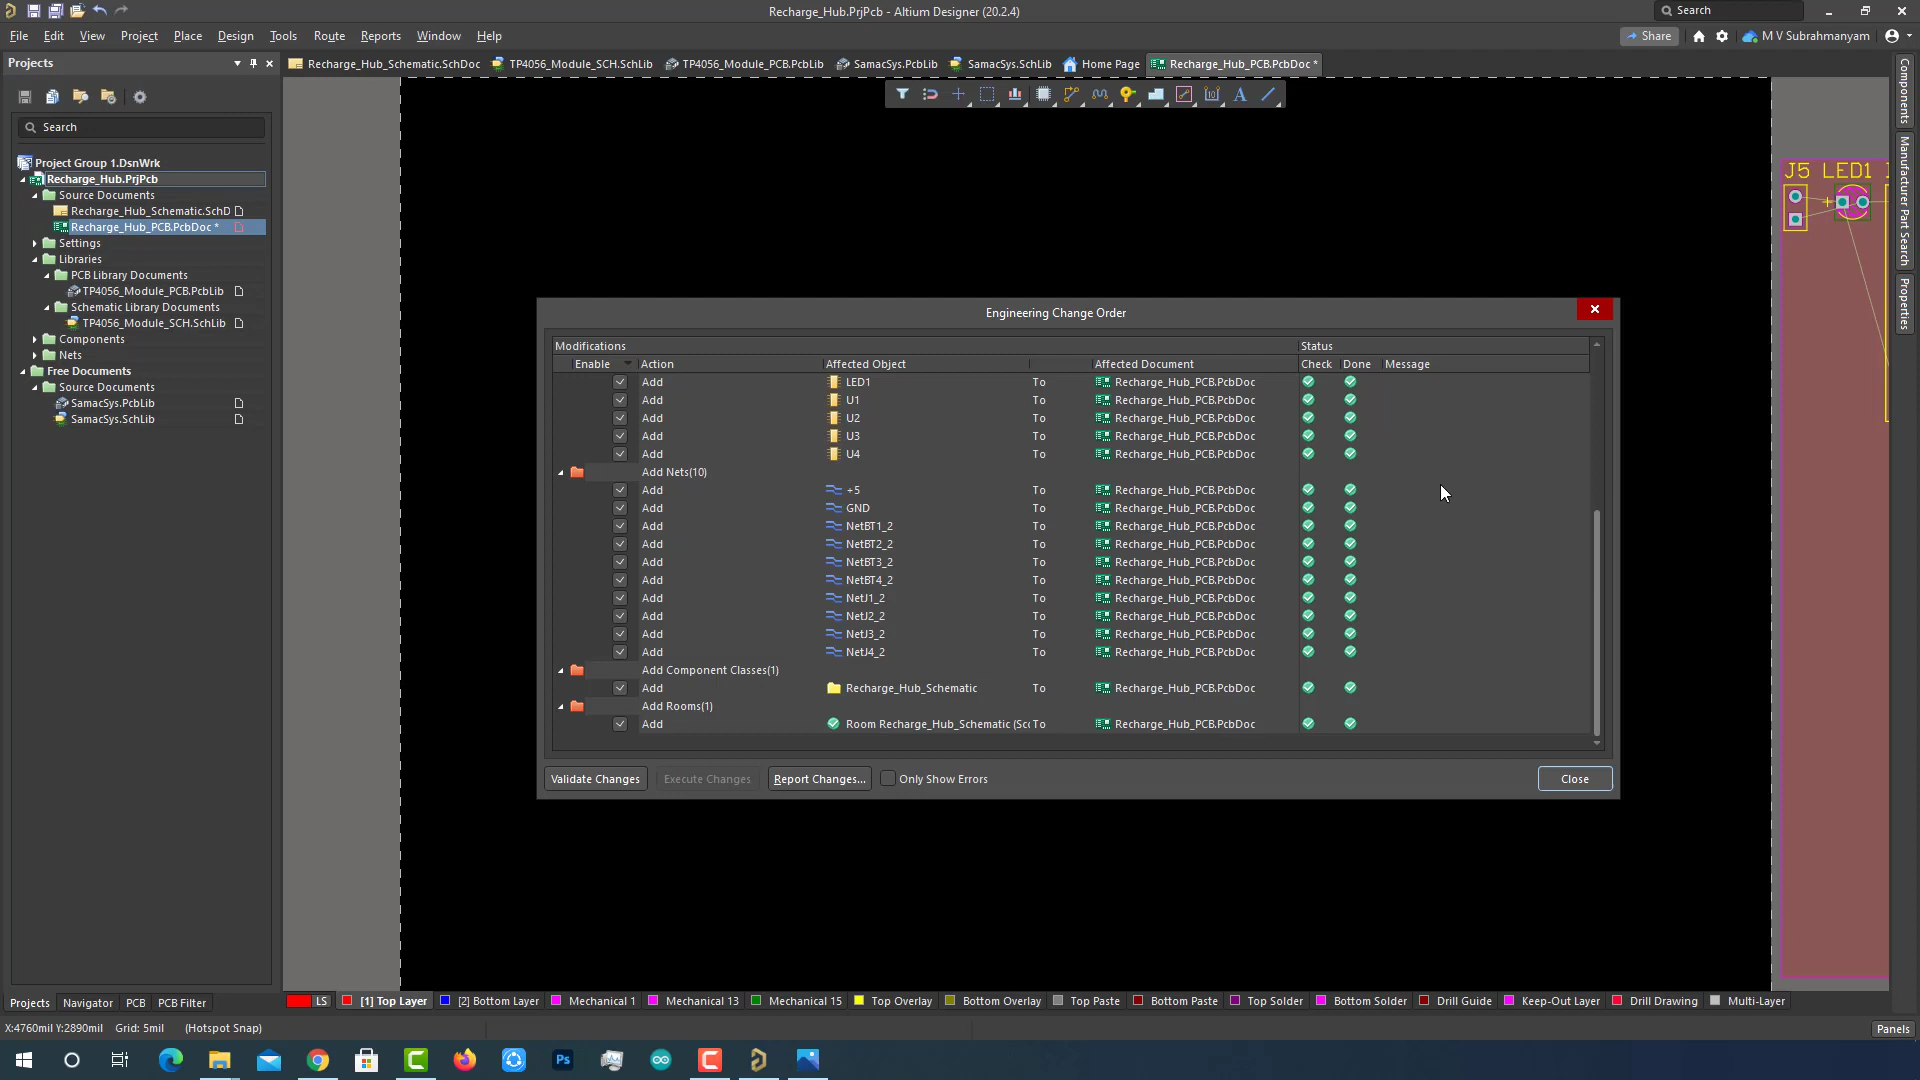 Recharge_Hub.PrjPcb - Altium Designer (20.2.4)
Search
File Edit View Project Place Design Tools Route Reports Window Help
Share
M V Subrahmanyam
Projects
Recharge_Hub_Schematic.SchDoc TP4056_Module_SCH.SchLib TP4056_Module_PCB.PcbLib SamacSys.PcbLib SamacSys.SchLib Home Page Recharge_Hub_PCB.PcbDoc *
Search
Project Group 1.DsnWrk
Recharge_Hub.PrjPcb
Source Documents
Recharge_Hub_Schematic.SchD
Recharge_Hub_PCB.PcbDoc *
Settings
Libraries
PCB Library Documents
TP4056_Module_PCB.PcbLib
Schematic Library Documents
TP4056_Module_SCH.SchLib
Components
Nets
Free Documents
Source Documents
SamacSys.PcbLib
SamacSys.SchLib
J5 LED1
Components
Manufacturer Part Search
Properties
Engineering Change Order
Modifications Status
Enable Action Affected Object Affected Document Check Done Message
Add LED1 To Recharge_Hub_PCB.PcbDoc
Add U1 To Recharge_Hub_PCB.PcbDoc
Add U2 To Recharge_Hub_PCB.PcbDoc
Add U3 To Recharge_Hub_PCB.PcbDoc
Add U4 To Recharge_Hub_PCB.PcbDoc
Add Nets(10)
Add +5 To Recharge_Hub_PCB.PcbDoc
Add GND To Recharge_Hub_PCB.PcbDoc
Add NetBT1_2 To Recharge_Hub_PCB.PcbDoc
Add NetBT2_2 To Recharge_Hub_PCB.PcbDoc
Add NetBT3_2 To Recharge_Hub_PCB.PcbDoc
Add NetBT4_2 To Recharge_Hub_PCB.PcbDoc
Add NetJ1_2 To Recharge_Hub_PCB.PcbDoc
Add NetJ2_2 To Recharge_Hub_PCB.PcbDoc
Add NetJ3_2 To Recharge_Hub_PCB.PcbDoc
Add NetJ4_2 To Recharge_Hub_PCB.PcbDoc
Add Component Classes(1)
Add Recharge_Hub_Schematic To Recharge_Hub_PCB.PcbDoc
Add Rooms(1)
Add Room Recharge_Hub_Schematic (Sco To Recharge_Hub_PCB.PcbDoc
Validate Changes Execute Changes Report Changes... Only Show Errors Close
Projects Navigator PCB PCB Filter
LS [1] Top Layer [2] Bottom Layer Mechanical 1 Mechanical 13 Mechanical 15 Top Overlay Bottom Overlay Top Paste Bottom Paste Top Solder Bottom Solder Drill Guide Keep-Out Layer Drill Drawing Multi-Layer
X:4760mil Y:2890mil Grid: 5mil (Hotspot Snap)
Panels
Ps